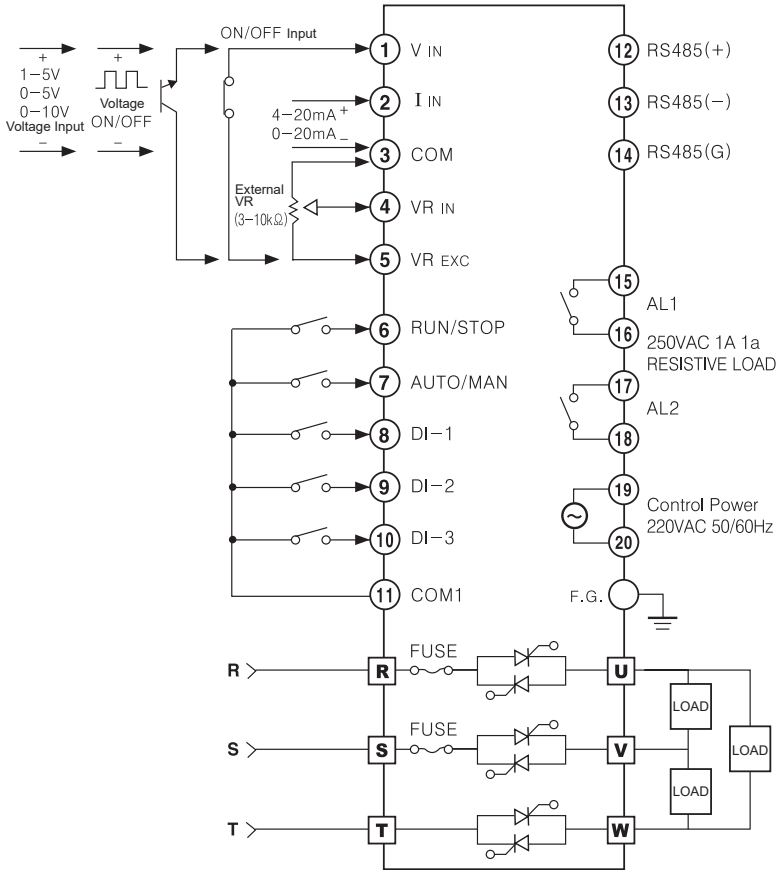 ON/OFF Input
+
1-5V
0-5V
0-10V
Voltage Input
-
+
Voltage
ON/OFF
-
4-20mA +
0-20mA -
External
VR
(3-10kΩ)
1 V IN
2 I IN
3 COM
4 VR IN
5 VR EXC
6 RUN/STOP
7 AUTO/MAN
8 DI-1
9 DI-2
10 DI-3
11 COM1
12 RS485(+)
13 RS485(-)
14 RS485(G)
15
AL1
16
250VAC 1A 1a
RESISTIVE LOAD
17
AL2
18
19
Control Power
220VAC 50/60Hz
20
F.G.
R R FUSE U
LOAD
S S FUSE V
LOAD
LOAD
T T W